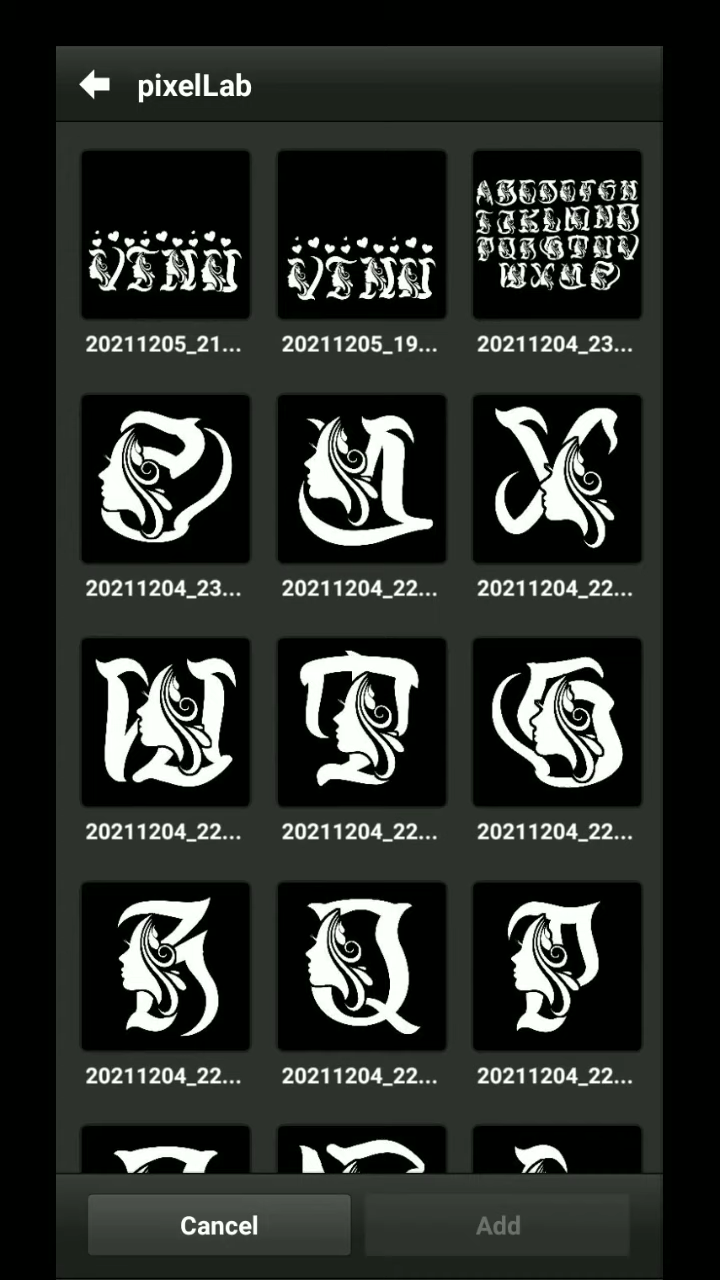 pixelLab
20211205_21... 20211205_19... 20211204_23...
20211204_23... 20211204_22... 20211204_22...
W T S
20211204_22... 20211204_22... 20211204_22...
R Q P
20211204_22... 20211204_22... 20211204_22...
Cancel Add